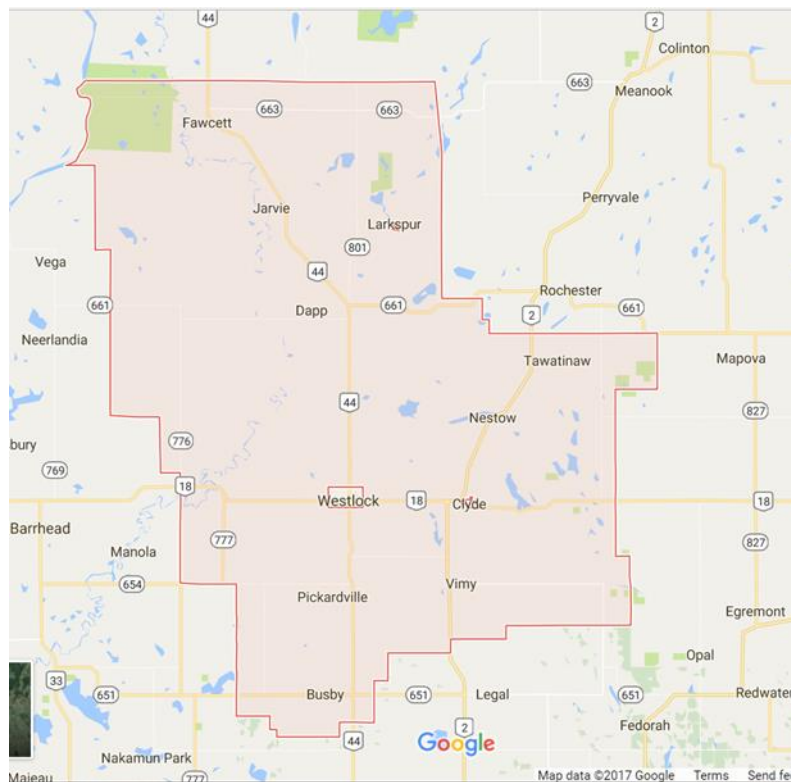 44
2
Colinton
663
Meanook
663
663
Fawcett
Perryvale
Jarvie
Larkspur
801
Vega
44
Rochester
661
Dapp
661
661
2
Neerlandia
Tawatinaw
Mapova
44
827
Nestow
776
bury
769
18
Westlock
18
Clyde
18
Barrhead
777
827
Manola
654
Vimy
Pickardville
Egremont
Opal
33
651
Busby
651
Legal
651
Redwater
Fedorah
2
44
Google
Nakamun Park
777
Majeau
Map data ©2017 Google Terms Send fe